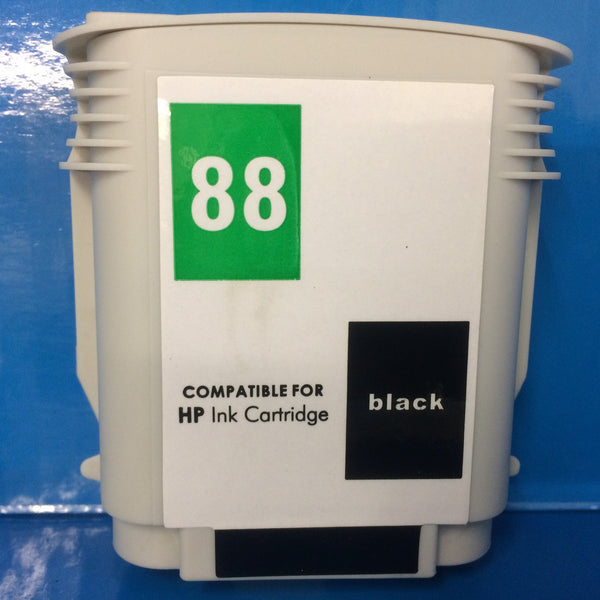 88
COMPATIBLE FOR
HP Ink Cartridge
black